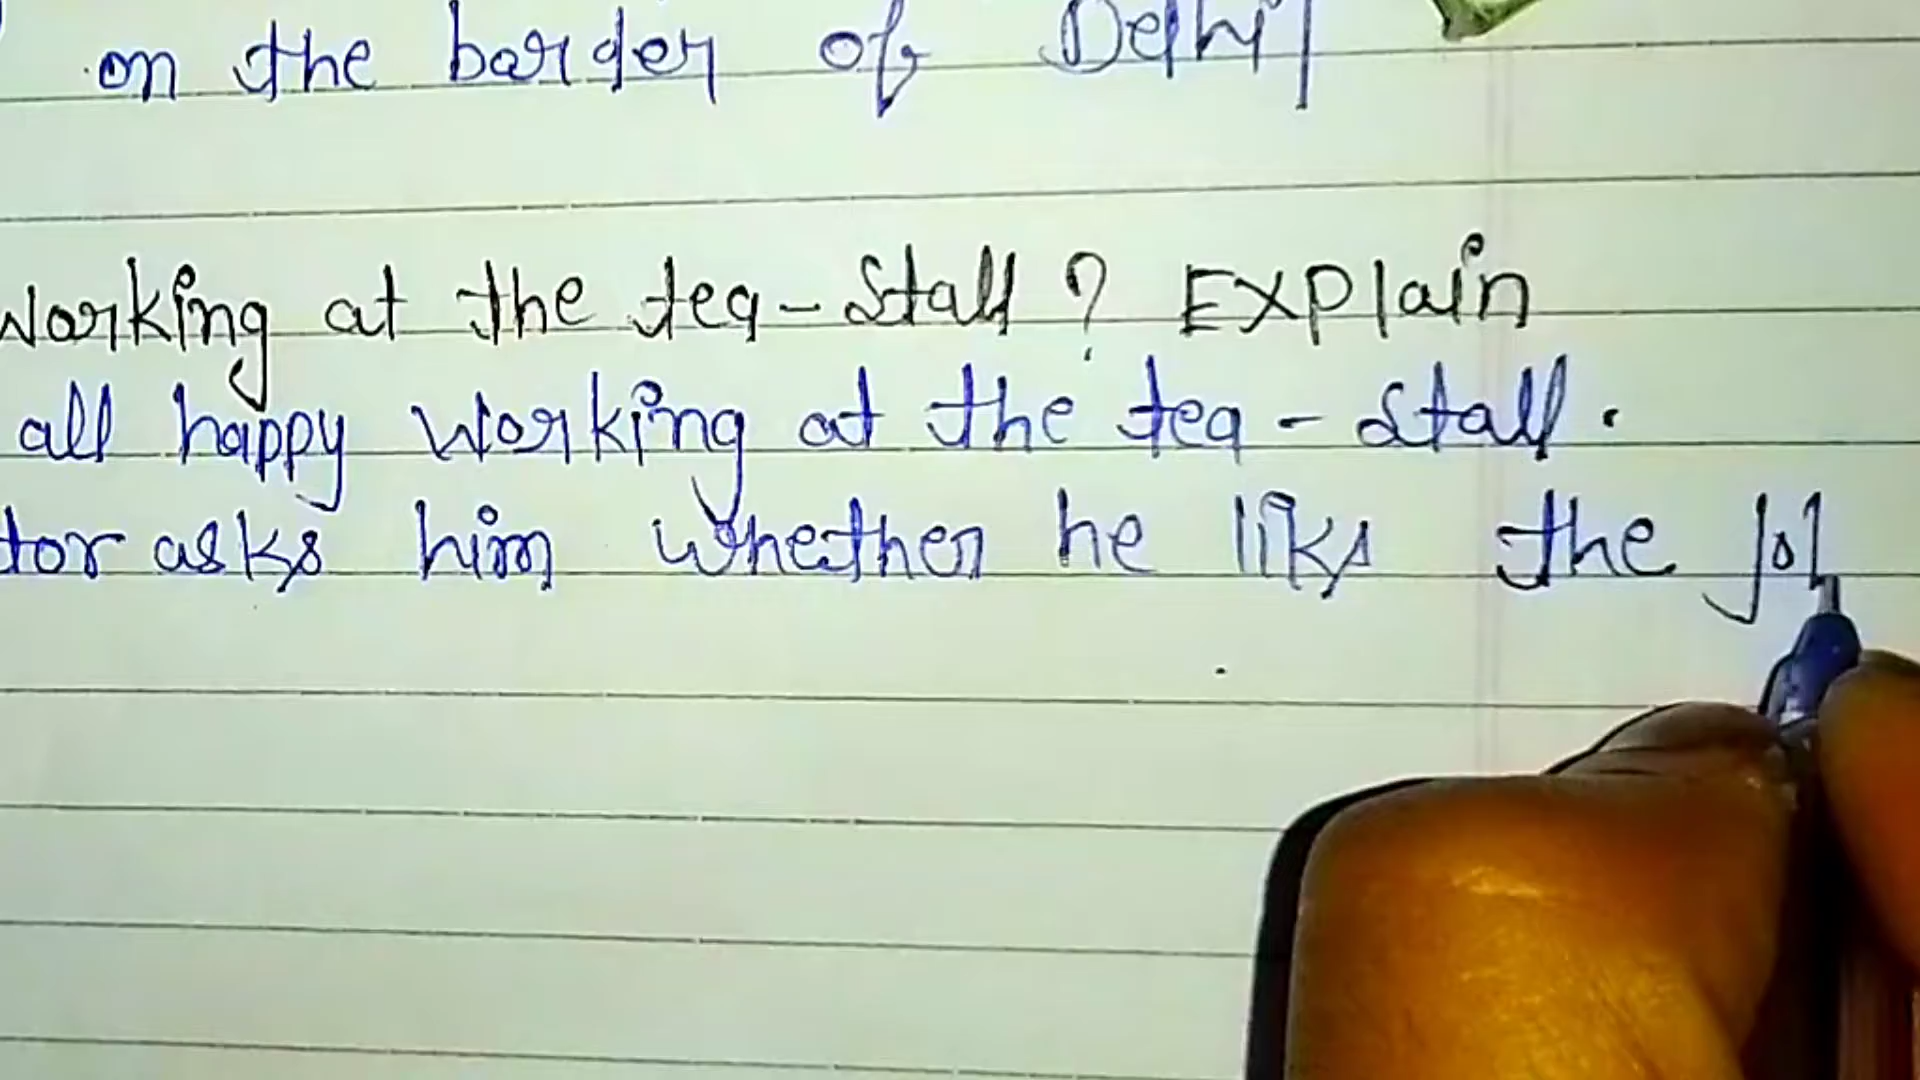 on the barder of Delhi
Working at the tea-Stall ? EXPlain
all happy working at the tea-stall.
tor asks him whether he liks the jo